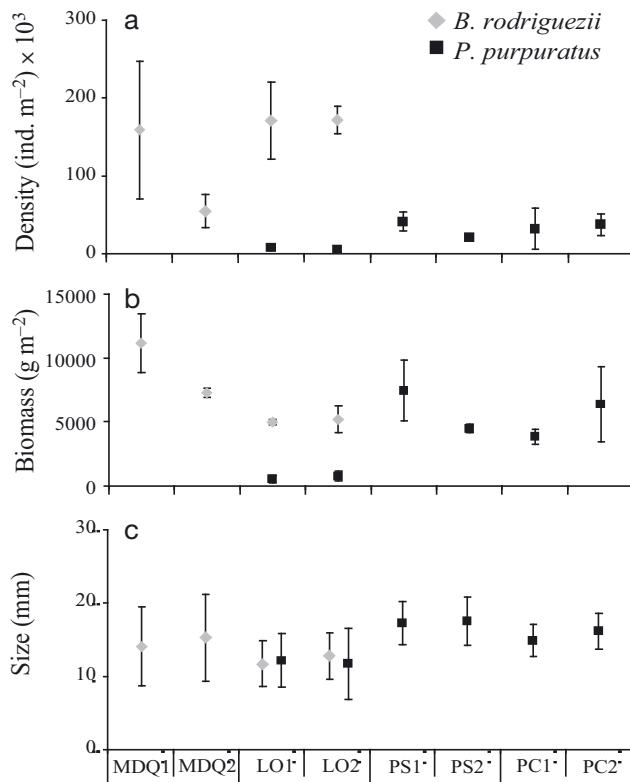 a
B. rodriguezii
P. purpuratus
Density (ind. m−2) × 10³
300
200
100
0
b
Biomass (g m−2)
15000
10000
5000
0
c
Size (mm)
30
20
10
0
MDQ1 MDQ2 LO1 LO2 PS1 PS2 PC1 PC2